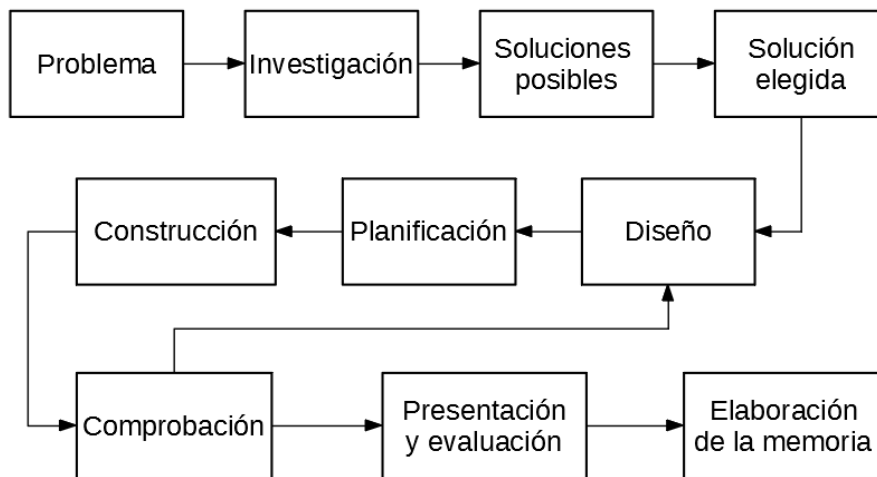 Problema
Investigación
Soluciones
posibles
Solución
elegida
Construcción
Planificación
Diseño
Comprobación
Presentación
y evaluación
Elaboración
de la memoria